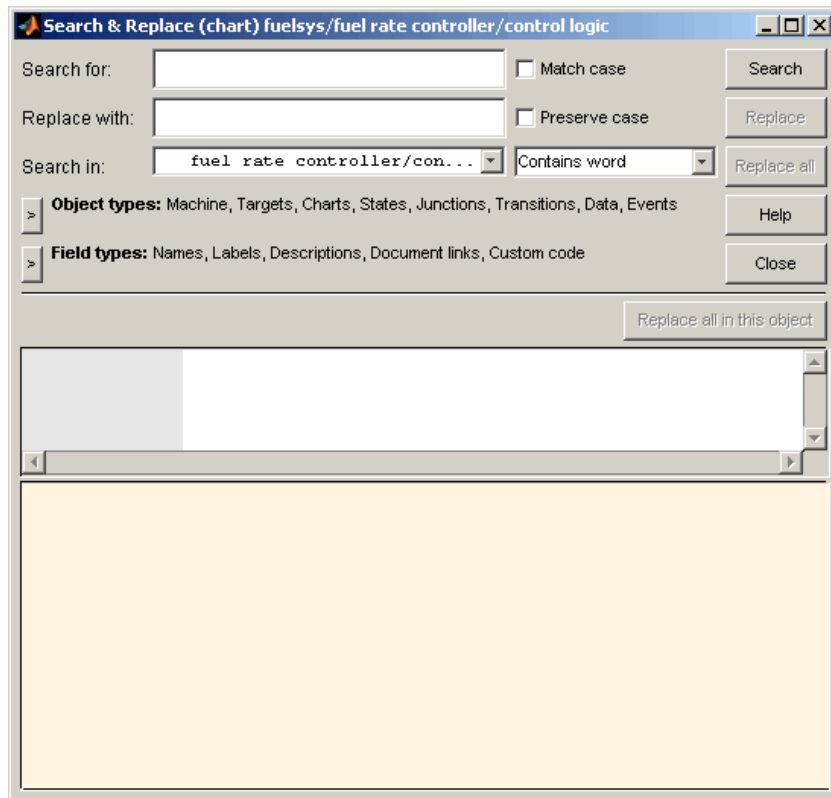 Search & Replace (chart) fuelsys/fuel rate controller/control logic
Search for:
Match case
Search
Replace with:
Preserve case
Replace
Search in:
fuel rate controller/con...
Contains word
Replace all
> Object types: Machine, Targets, Charts, States, Junctions, Transitions, Data, Events
Help
> Field types: Names, Labels, Descriptions, Document links, Custom code
Close
Replace all in this object